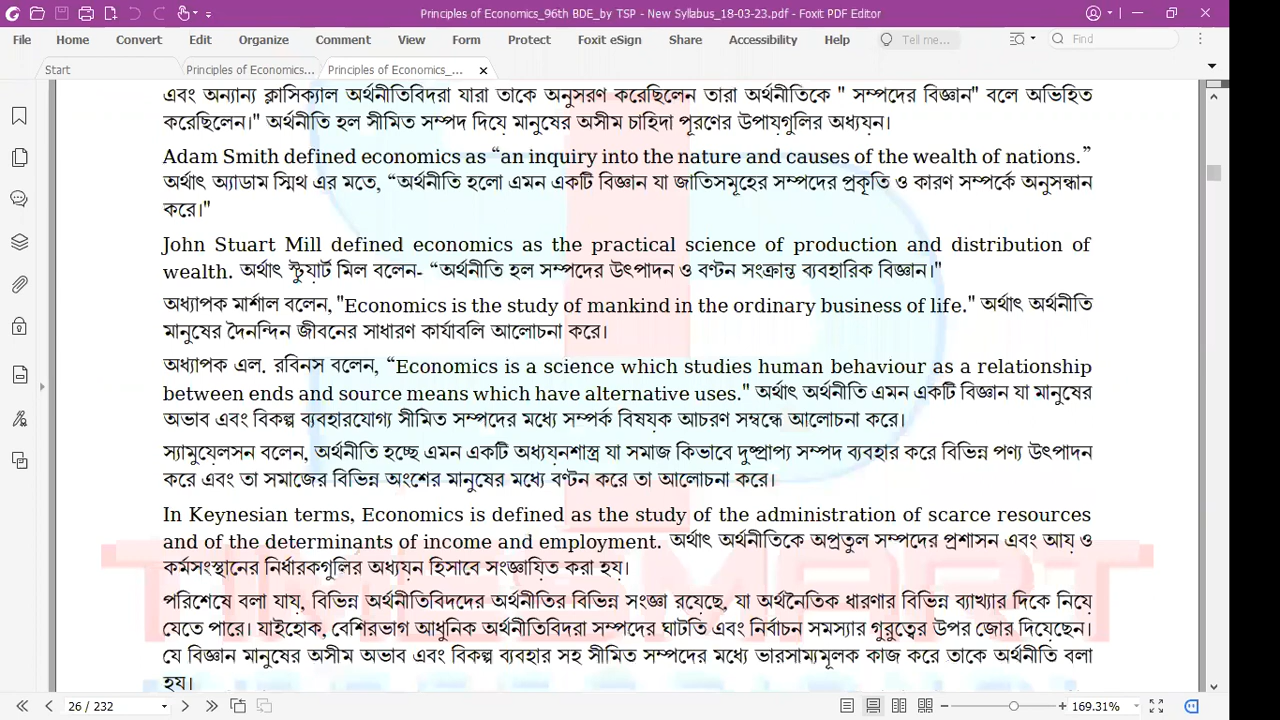 Principles of Economics_96th BDE_by TSP - New Syllabus_18-03-23.pdf - Foxit PDF Editor
File Home Convert Edit Organize Comment View Form Protect Foxit eSign Share Accessibility Help Tell me... Find
Start Principles of Economics... Principles of Economics_...
এবং অন্যান্য ক্লাসিক্যাল অর্থনীতিবিদরা যারা তাকে অনুসরণ করেছিলেন তারা অর্থনীতিকে " সম্পদের বিজ্ঞান" বলে অভিহিত
করেছিলেন।" অর্থনীতি হল সীমিত সম্পদ দিয়ে মানুষের অসীম চাহিদা পূরণের উপায়গুলির অধ্যয়ন।
Adam Smith defined economics as “an inquiry into the nature and causes of the wealth of nations.”
অর্থাৎ অ্যাডাম স্মিথ এর মতে, “অর্থনীতি হলো এমন একটি বিজ্ঞান যা জাতিসমূহের সম্পদের প্রকৃতি ও কারণ সম্পর্কে অনুসন্ধান
করে।"
John Stuart Mill defined economics as the practical science of production and distribution of
wealth. অর্থাৎ স্টুয়ার্ট মিল বলেন- “অর্থনীতি হল সম্পদের উৎপাদন ও বণ্টন সংক্রান্ত ব্যবহারিক বিজ্ঞান।"
অধ্যাপক মার্শাল বলেন, "Economics is the study of mankind in the ordinary business of life." অর্থাৎ অর্থনীতি
মানুষের দৈনন্দিন জীবনের সাধারণ কার্যাবলি আলোচনা করে।
অধ্যাপক এল. রবিনস বলেন, “Economics is a science which studies human behaviour as a relationship
between ends and source means which have alternative uses." অর্থাৎ অর্থনীতি এমন একটি বিজ্ঞান যা মানুষের
অভাব এবং বিকল্প ব্যবহারযোগ্য সীমিত সম্পদের মধ্যে সম্পর্ক বিষয়ক আচরণ সম্বন্ধে আলোচনা করে।
স্যামুয়েলসন বলেন, অর্থনীতি হচ্ছে এমন একটি অধ্যয়নশাস্ত্র যা সমাজ কিভাবে দুষ্প্রাপ্য সম্পদ ব্যবহার করে বিভিন্ন পণ্য উৎপাদন
করে এবং তা সমাজের বিভিন্ন অংশের মানুষের মধ্যে বণ্টন করে তা আলোচনা করে।
In Keynesian terms, Economics is defined as the study of the administration of scarce resources
and of the determinants of income and employment. অর্থাৎ অর্থনীতিকে অপ্রতুল সম্পদের প্রশাসন এবং আয় ও
কর্মসংস্থানের নির্ধারকগুলির অধ্যয়ন হিসাবে সংজ্ঞায়িত করা হয়।
পরিশেষে বলা যায়, বিভিন্ন অর্থনীতিবিদদের অর্থনীতির বিভিন্ন সংজ্ঞা রয়েছে, যা অর্থনৈতিক ধারণার বিভিন্ন ব্যাখ্যার দিকে নিয়ে
যেতে পারে। যাইহোক, বেশিরভাগ আধুনিক অর্থনীতিবিদরা সম্পদের ঘাটতি এবং নির্বাচন সমস্যার গুরুত্বের উপর জোর দিয়েছেন।
যে বিজ্ঞান মানুষের অসীম অভাব এবং বিকল্প ব্যবহার সহ সীমিত সম্পদের মধ্যে ভারসাম্যমূলক কাজ করে তাকে অর্থনীতি বলা
হয়।
TIMES MART
26 / 232 169.31%